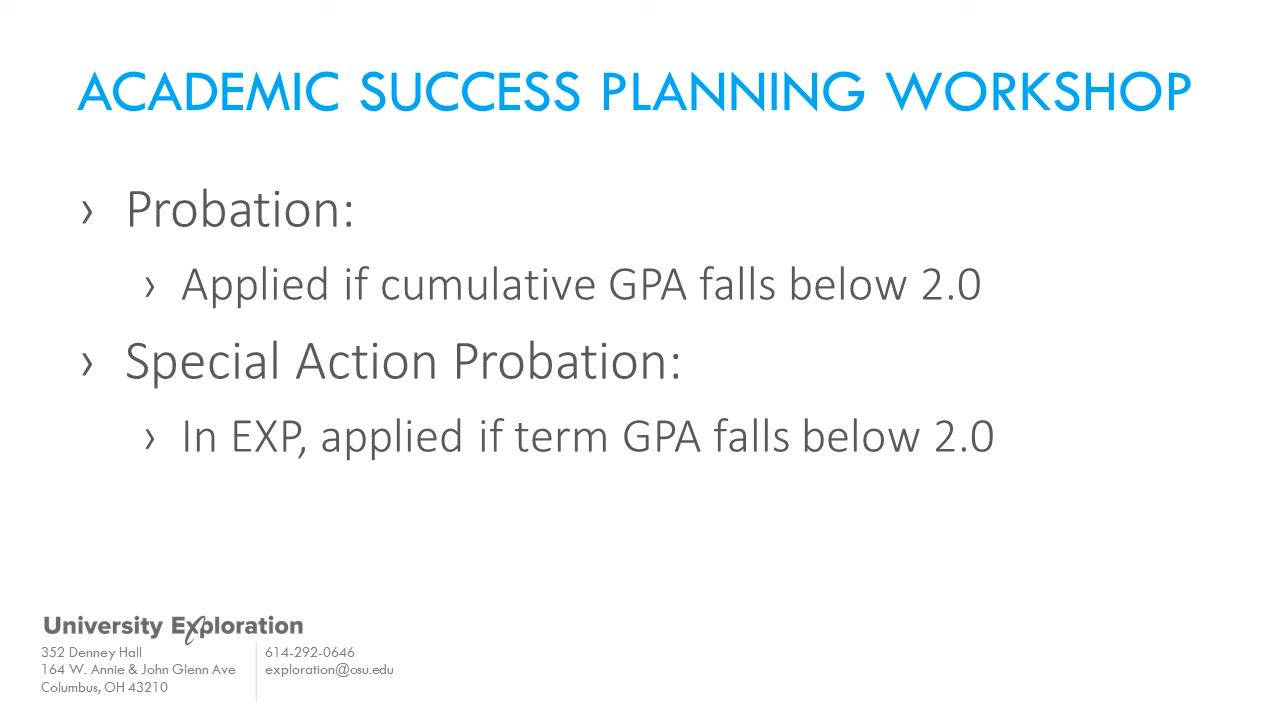 ACADEMIC SUCCESS PLANNING WORKSHOP
› Probation:
› Applied if cumulative GPA falls below 2.0
› Special Action Probation:
› In EXP, applied if term GPA falls below 2.0
University Exploration
352 Denney Hall
164 W. Annie & John Glenn Ave
Columbus, OH 43210
614-292-0646
exploration@osu.edu